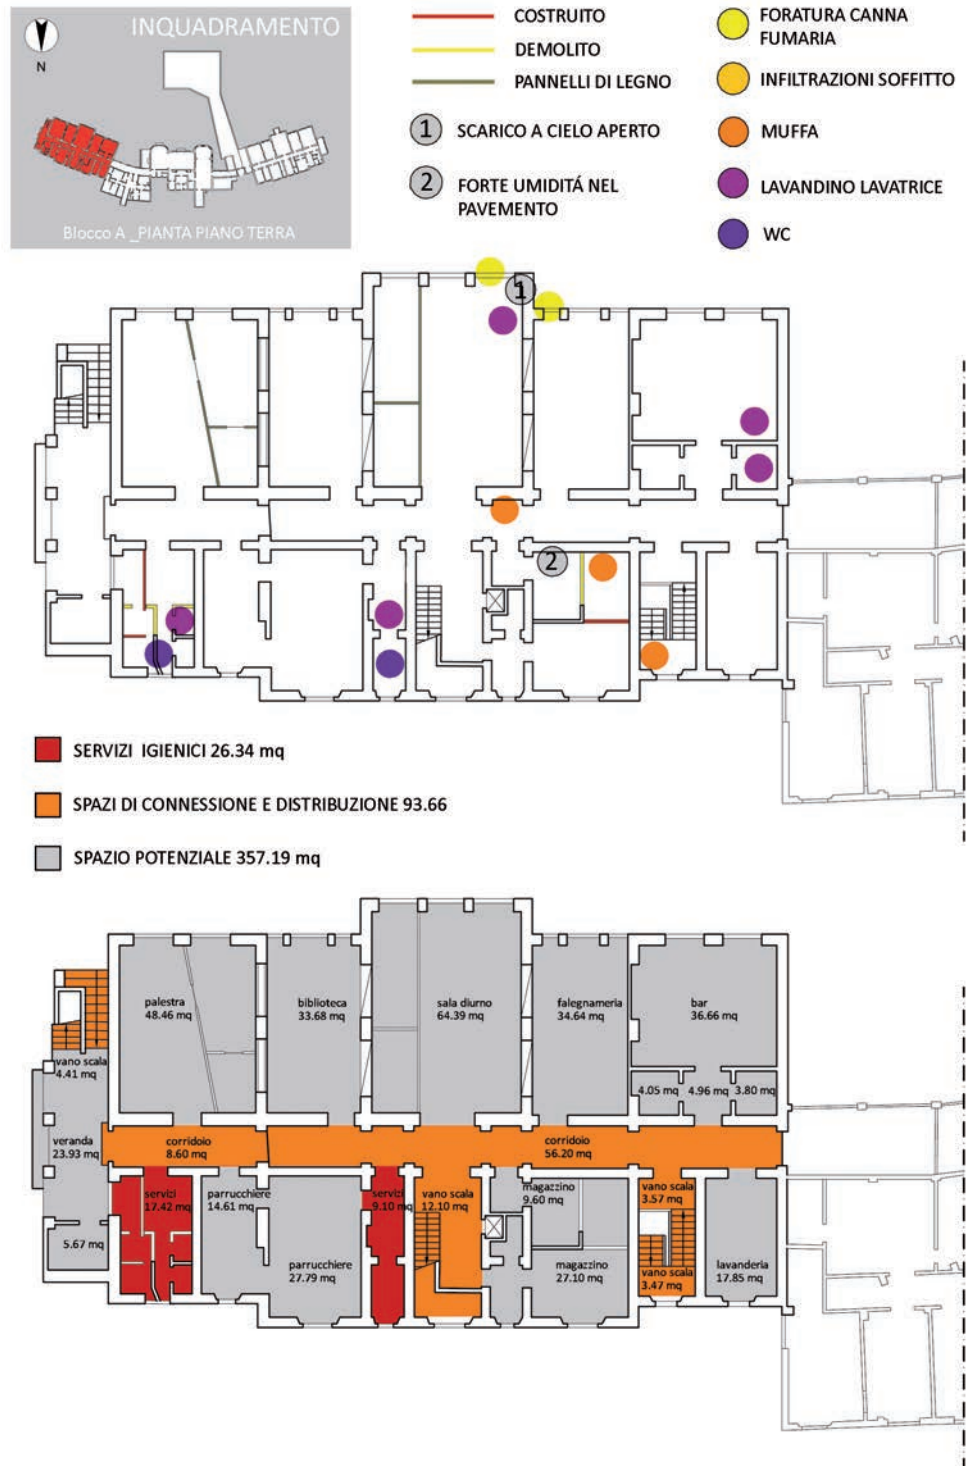 INQUADRAMENTO
N
Blocco A _PIANTA PIANO TERRA
COSTRUITO
DEMOLITO
PANNELLI DI LEGNO
1 SCARICO A CIELO APERTO
2 FORTE UMIDITÁ NEL
PAVIMENTO
FORATURA CANNA
FUMARIA
INFILTRAZIONI SOFFITTO
MUFFA
LAVANDINO LAVATRICE
WC
1
2
SERVIZI IGIENICI 26.34 mq
SPAZI DI CONNESSIONE E DISTRIBUZIONE 93.66
SPAZIO POTENZIALE 357.19 mq
palestra
48.46 mq
biblioteca
33.68 mq
sala diurno
64.39 mq
falegnameria
34.64 mq
bar
36.66 mq
vano scala
4.41 mq
4.05 mq
4.96 mq
3.80 mq
veranda
23.93 mq
corridoio
8.60 mq
corridoio
56.20 mq
servizi
17.42 mq
parrucchiere
14.61 mq
servizi
9.10 mq
vano scala
12.10 mq
magazzino
9.60 mq
vano scala
3.57 mq
5.67 mq
parrucchiere
27.79 mq
magazzino
27.10 mq
vano scala
3.47 mq
lavanderia
17.85 mq